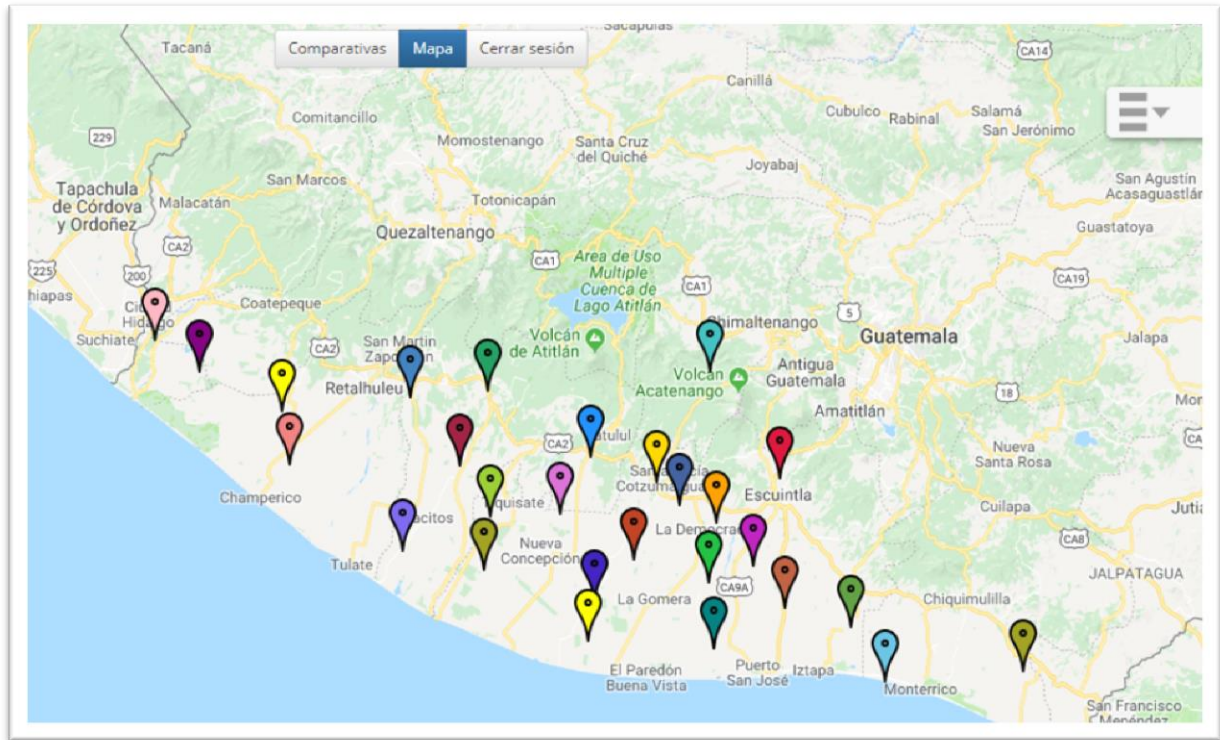 Sacapulas
Tacaná
Comparativas
Mapa
Cerrar sesión
CA14
Canillá
Comitancillo
Cubulco
Rabinal
Salamá
San Jerónimo
229
Momostenango
Santa Cruz
del Quiché
Joyabaj
San Marcos
Tapachula
de Córdova
y Ordoñez
Malacatán
Totonicapán
San Agustín
Acasaguastlán
Quezaltenango
Guastatoya
CA2
CA1
Area de Uso
Multiple
Cuenca de
Lago Atitlán
225
200
hiapas
CA1
CA19
Coatepeque
Hidalgo
Suchiate
5
Chimaltenango
Guatemala
Jalapa
San Martín
CA2
Volcán
de Atitlán
Retalhuleu
Volcán
Acatenango
Antigua
Guatemala
18
Amatitlán
CA2
Nueva
Santa Rosa
Champerico
Escuintla
Cuilapa
La Democracia
Nueva
Concepción
CA8
Tulate
JALPATAGUA
CA9A
La Gomera
Chiquimulilla
El Paredón
Buena Vista
Puerto
San José
Iztapa
Monterrico
San Francisco
Menéndez